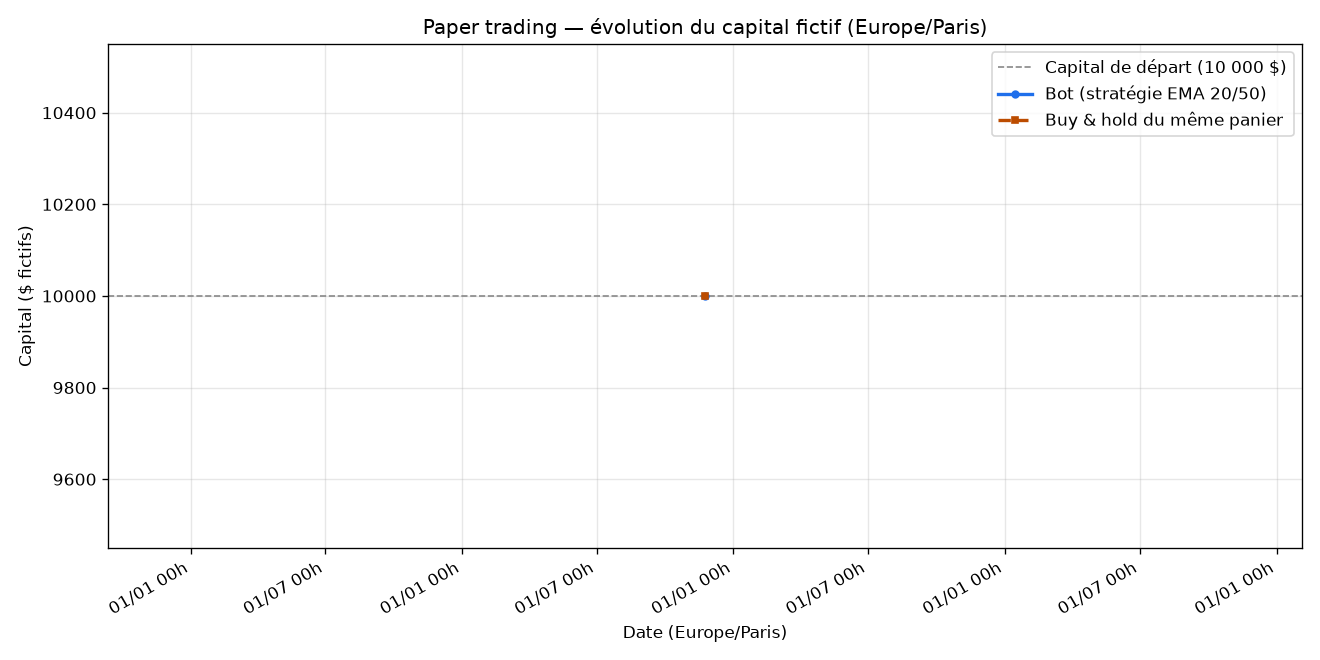 Paper trading — évolution du capital fictif (Europe/Paris)
Capital de départ (10 000 $)
Bot (stratégie EMA 20/50)
Buy & hold du même panier
Capital ($ fictifs)
10400
10200
10000
9800
9600
01/01 00h
01/07 00h
01/01 00h
01/07 00h
01/01 00h
01/07 00h
01/01 00h
01/07 00h
01/01 00h
Date (Europe/Paris)